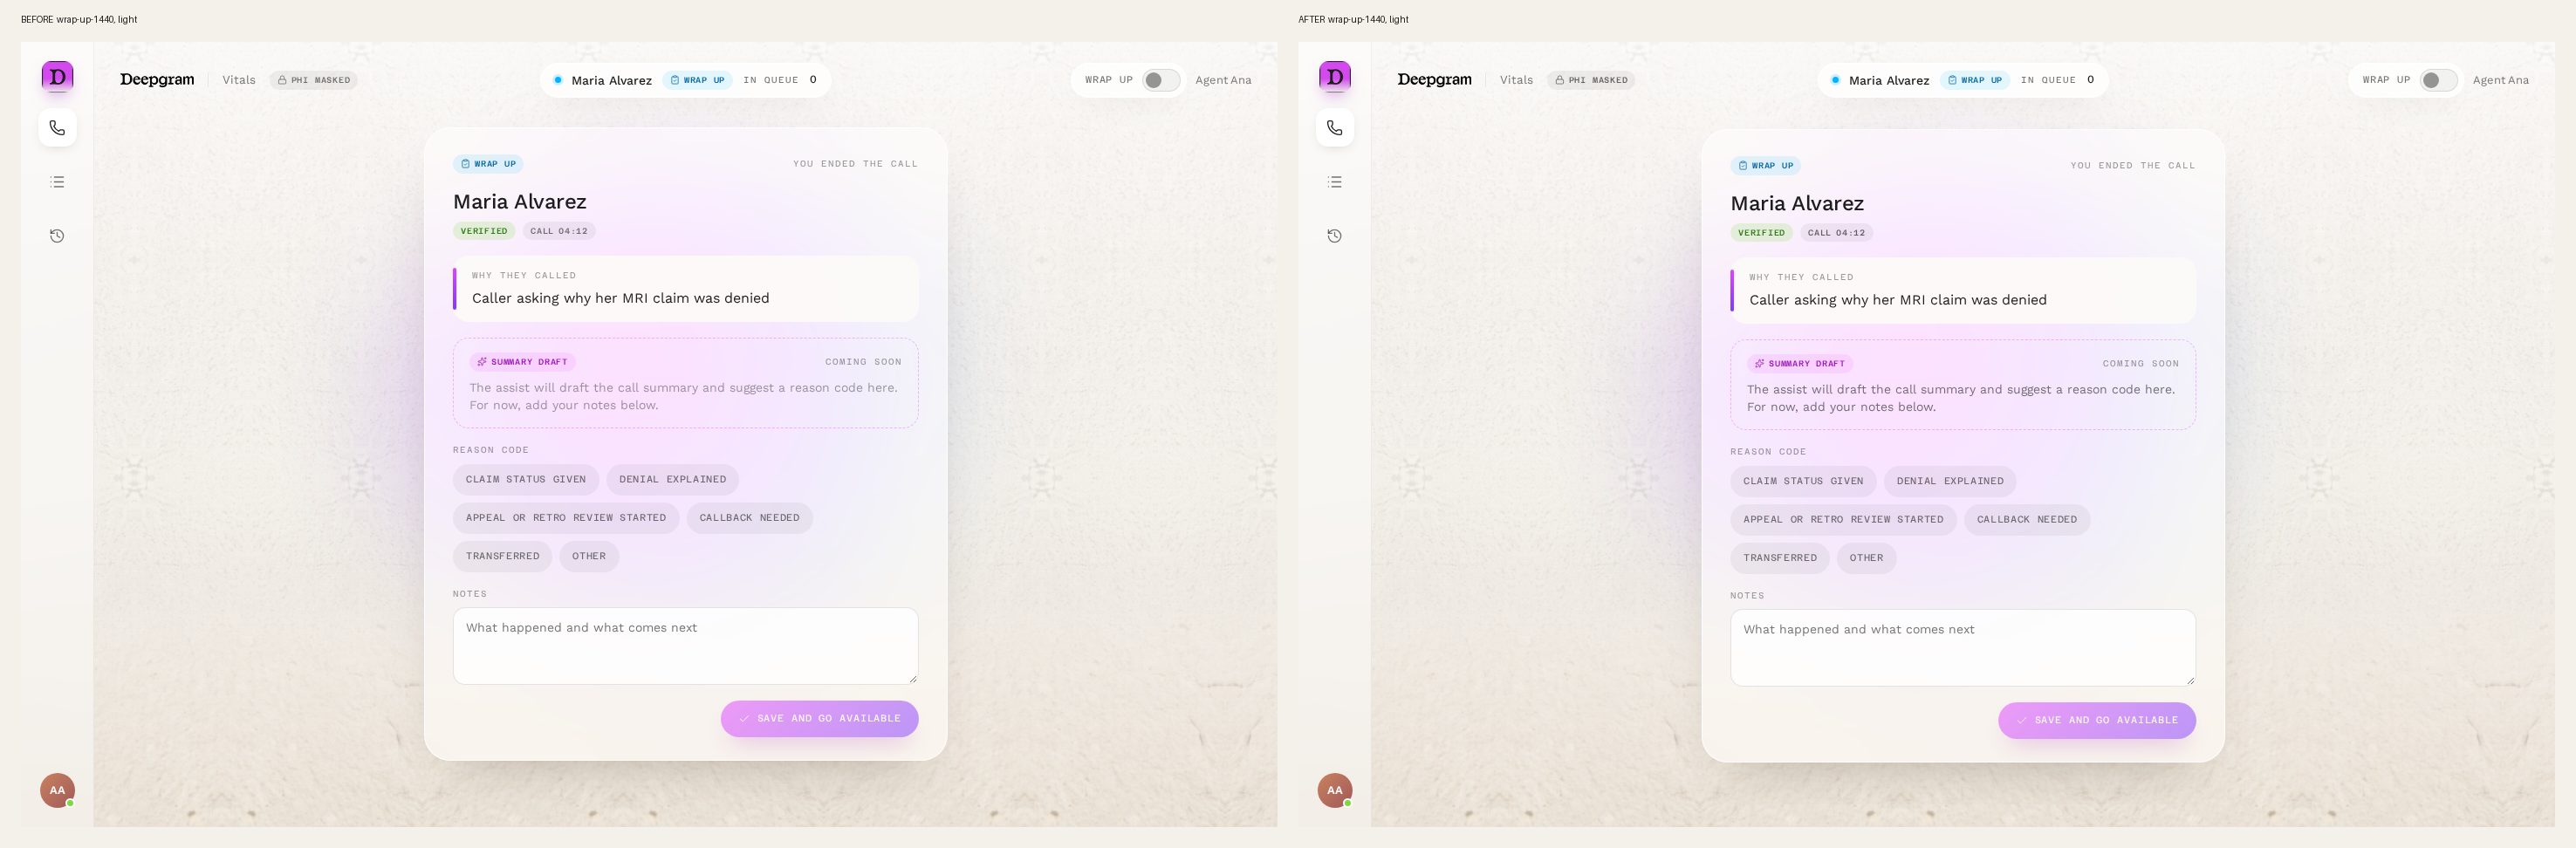 BEFORE wrap-up-1440, light
D
Deepgram
Vitals
PHI MASKED
Maria Alvarez
WRAP UP
IN QUEUE 0
WRAP UP
Agent Ana
WRAP UP
YOU ENDED THE CALL
Maria Alvarez
VERIFIED
CALL 04:12
WHY THEY CALLED
Caller asking why her MRI claim was denied
SUMMARY DRAFT
COMING SOON
The assist will draft the call summary and suggest a reason code here.
For now, add your notes below.
REASON CODE
CLAIM STATUS GIVEN
DENIAL EXPLAINED
APPEAL OR RETRO REVIEW STARTED
CALLBACK NEEDED
TRANSFERRED
OTHER
NOTES
What happened and what comes next
SAVE AND GO AVAILABLE
AA
AFTER wrap-up-1440, light
D
Deepgram
Vitals
PHI MASKED
Maria Alvarez
WRAP UP
IN QUEUE 0
WRAP UP
Agent Ana
WRAP UP
YOU ENDED THE CALL
Maria Alvarez
VERIFIED
CALL 04:12
WHY THEY CALLED
Caller asking why her MRI claim was denied
SUMMARY DRAFT
COMING SOON
The assist will draft the call summary and suggest a reason code here.
For now, add your notes below.
REASON CODE
CLAIM STATUS GIVEN
DENIAL EXPLAINED
APPEAL OR RETRO REVIEW STARTED
CALLBACK NEEDED
TRANSFERRED
OTHER
NOTES
What happened and what comes next
SAVE AND GO AVAILABLE
AA